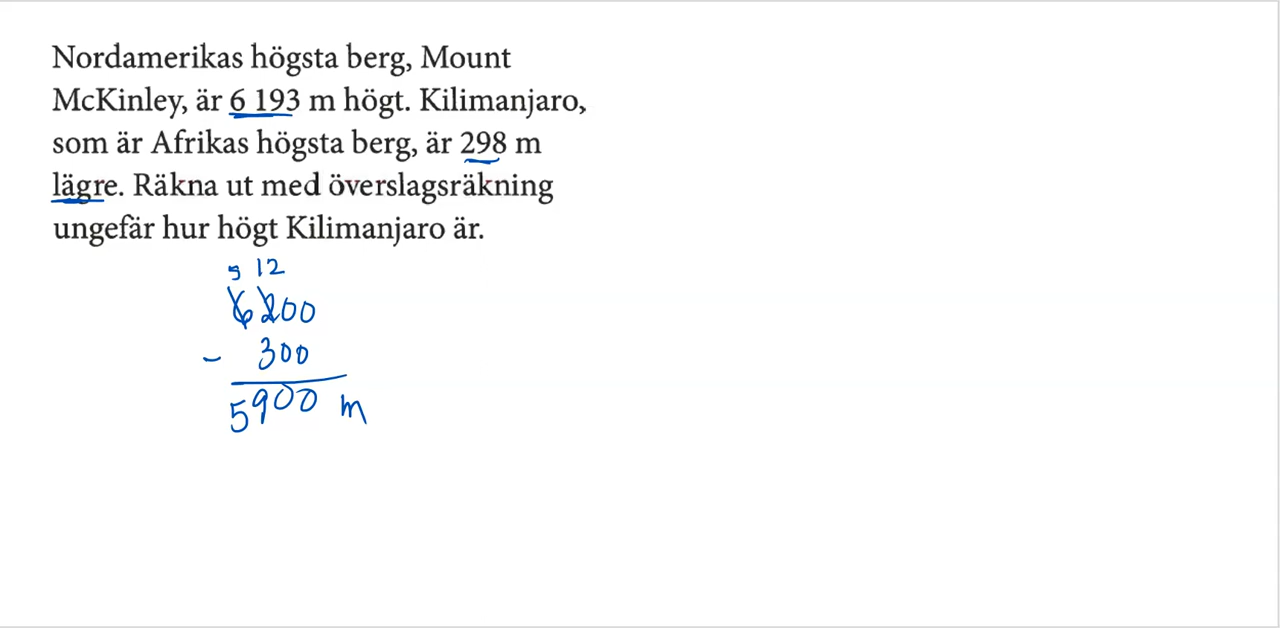 Nordamerikas högsta berg, Mount
McKinley, är 6 193 m högt. Kilimanjaro,
som är Afrikas högsta berg, är 298 m
lägre. Räkna ut med överslagsräkning
ungefär hur högt Kilimanjaro är.
5 12
6200
- 300
5900 m